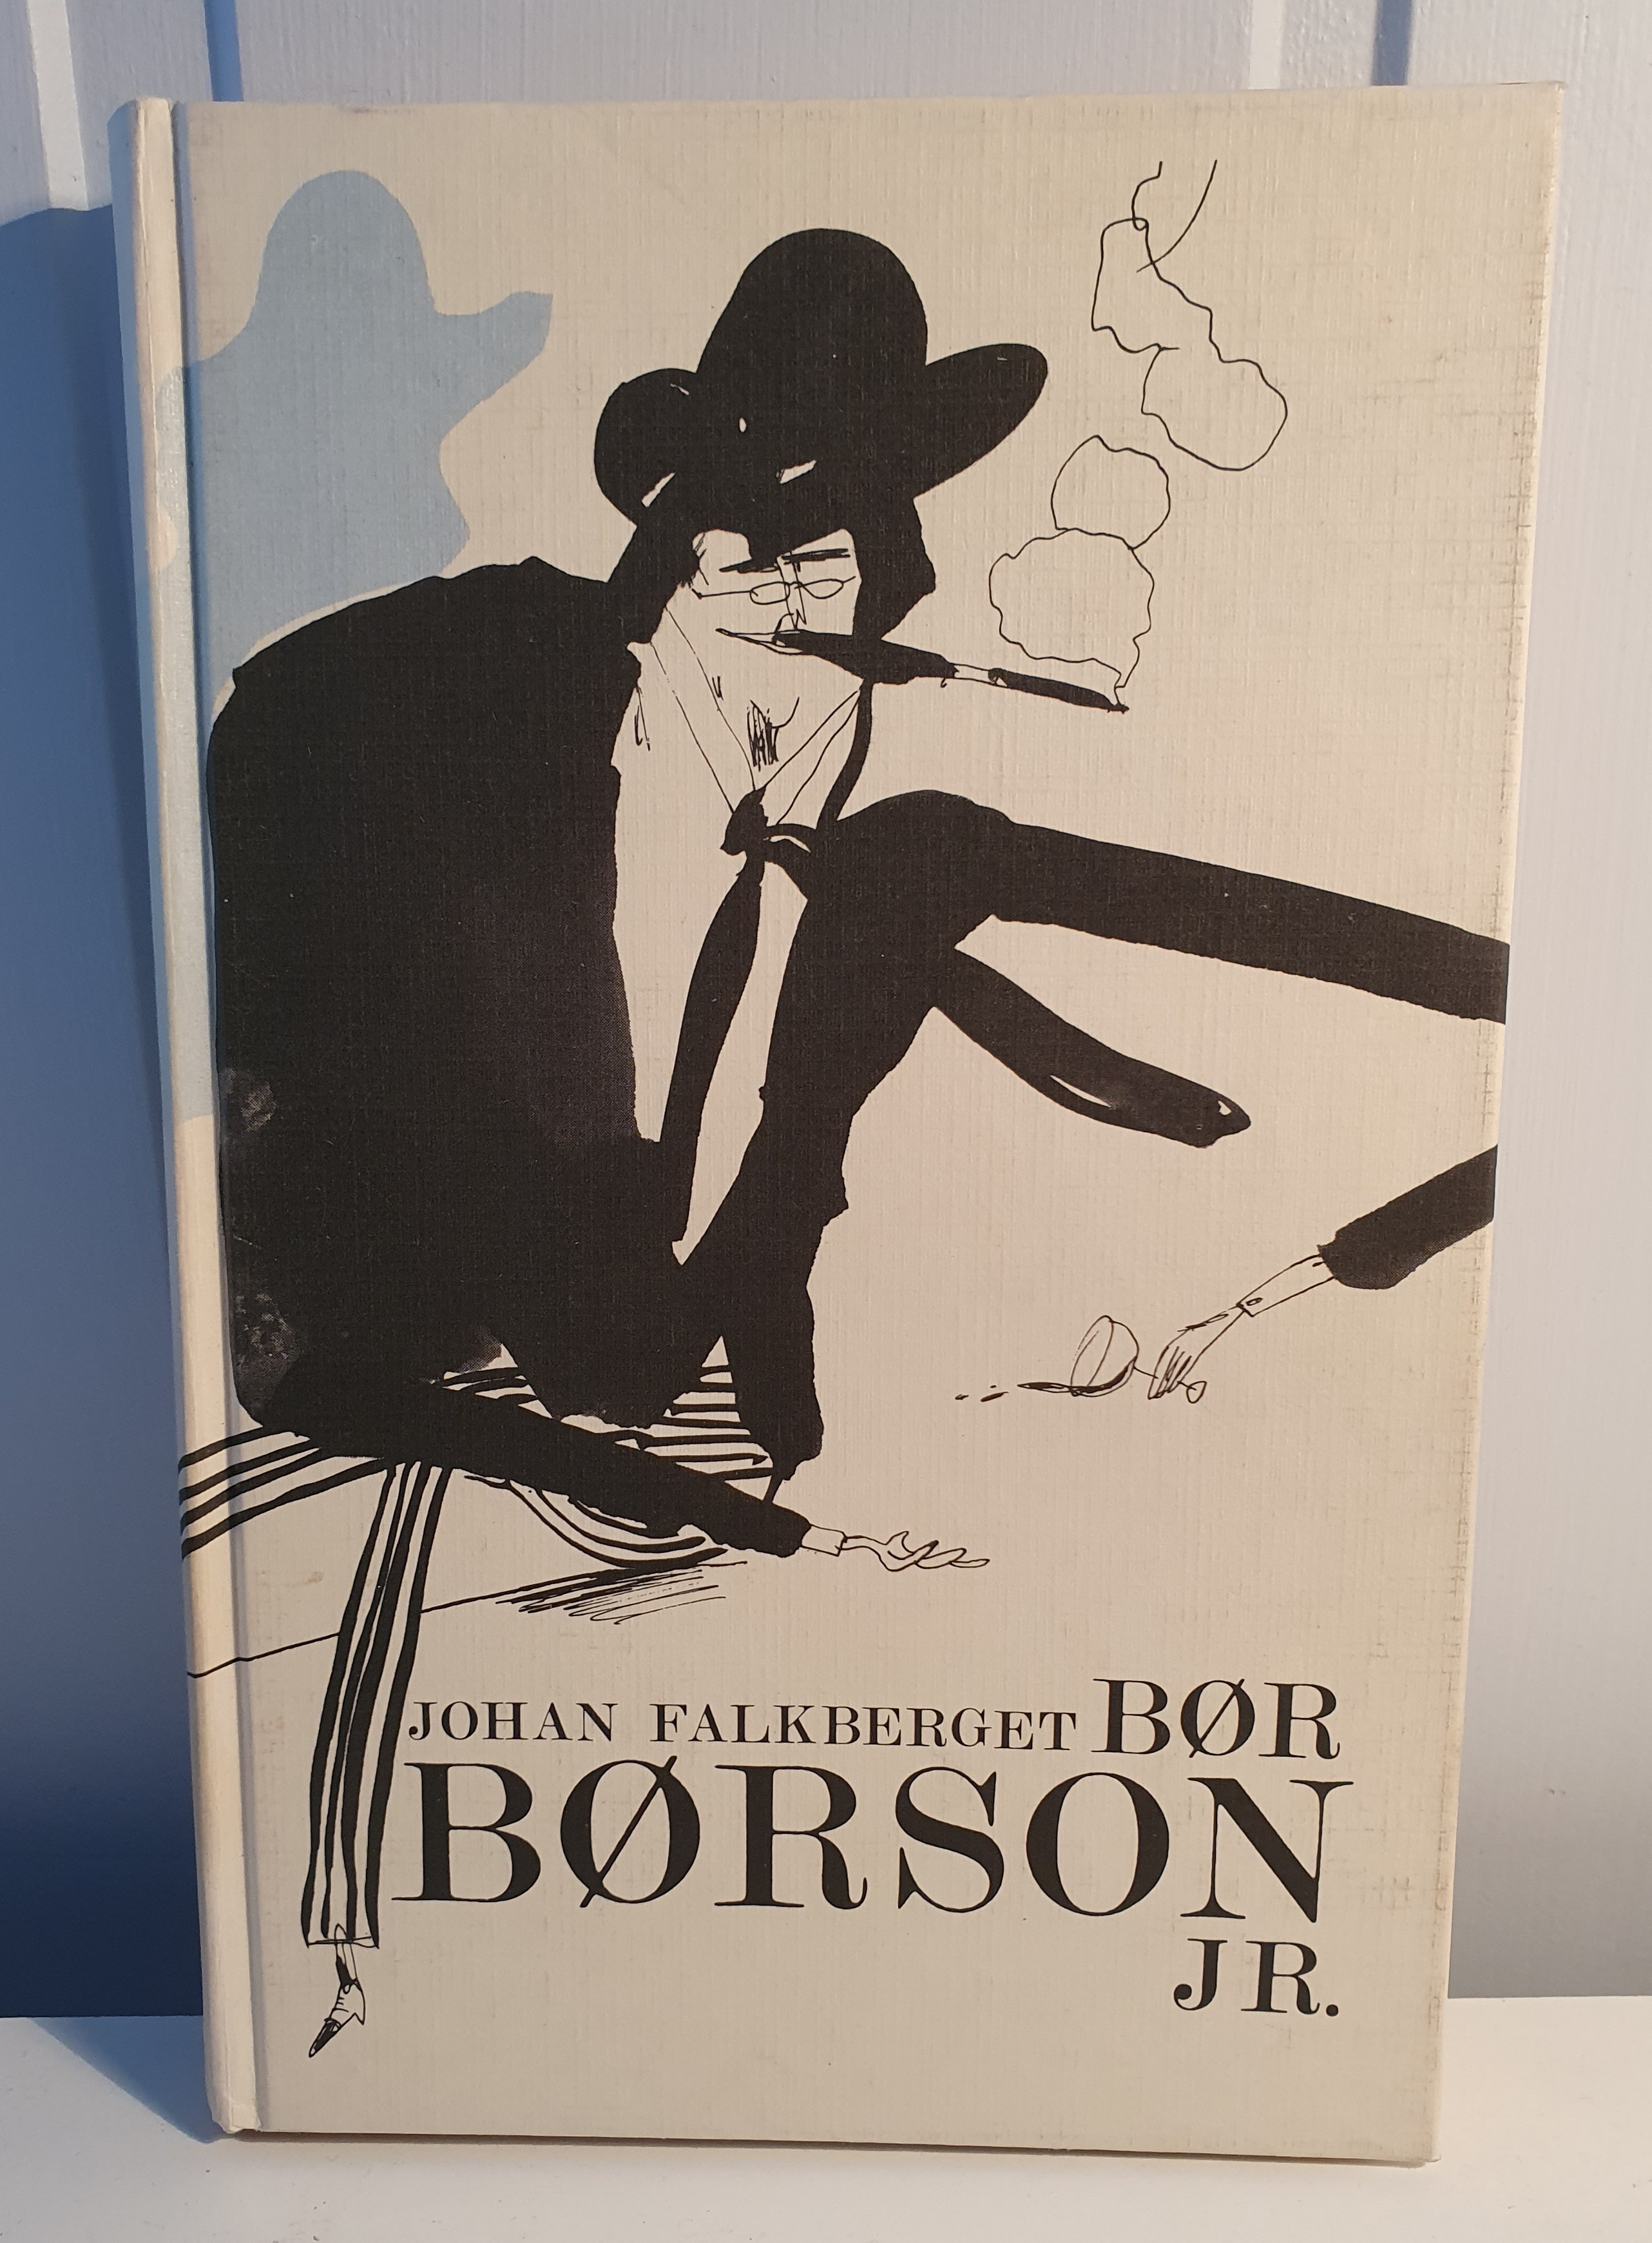 JOHAN FALKBERGET BØR
BØRSON
JR.